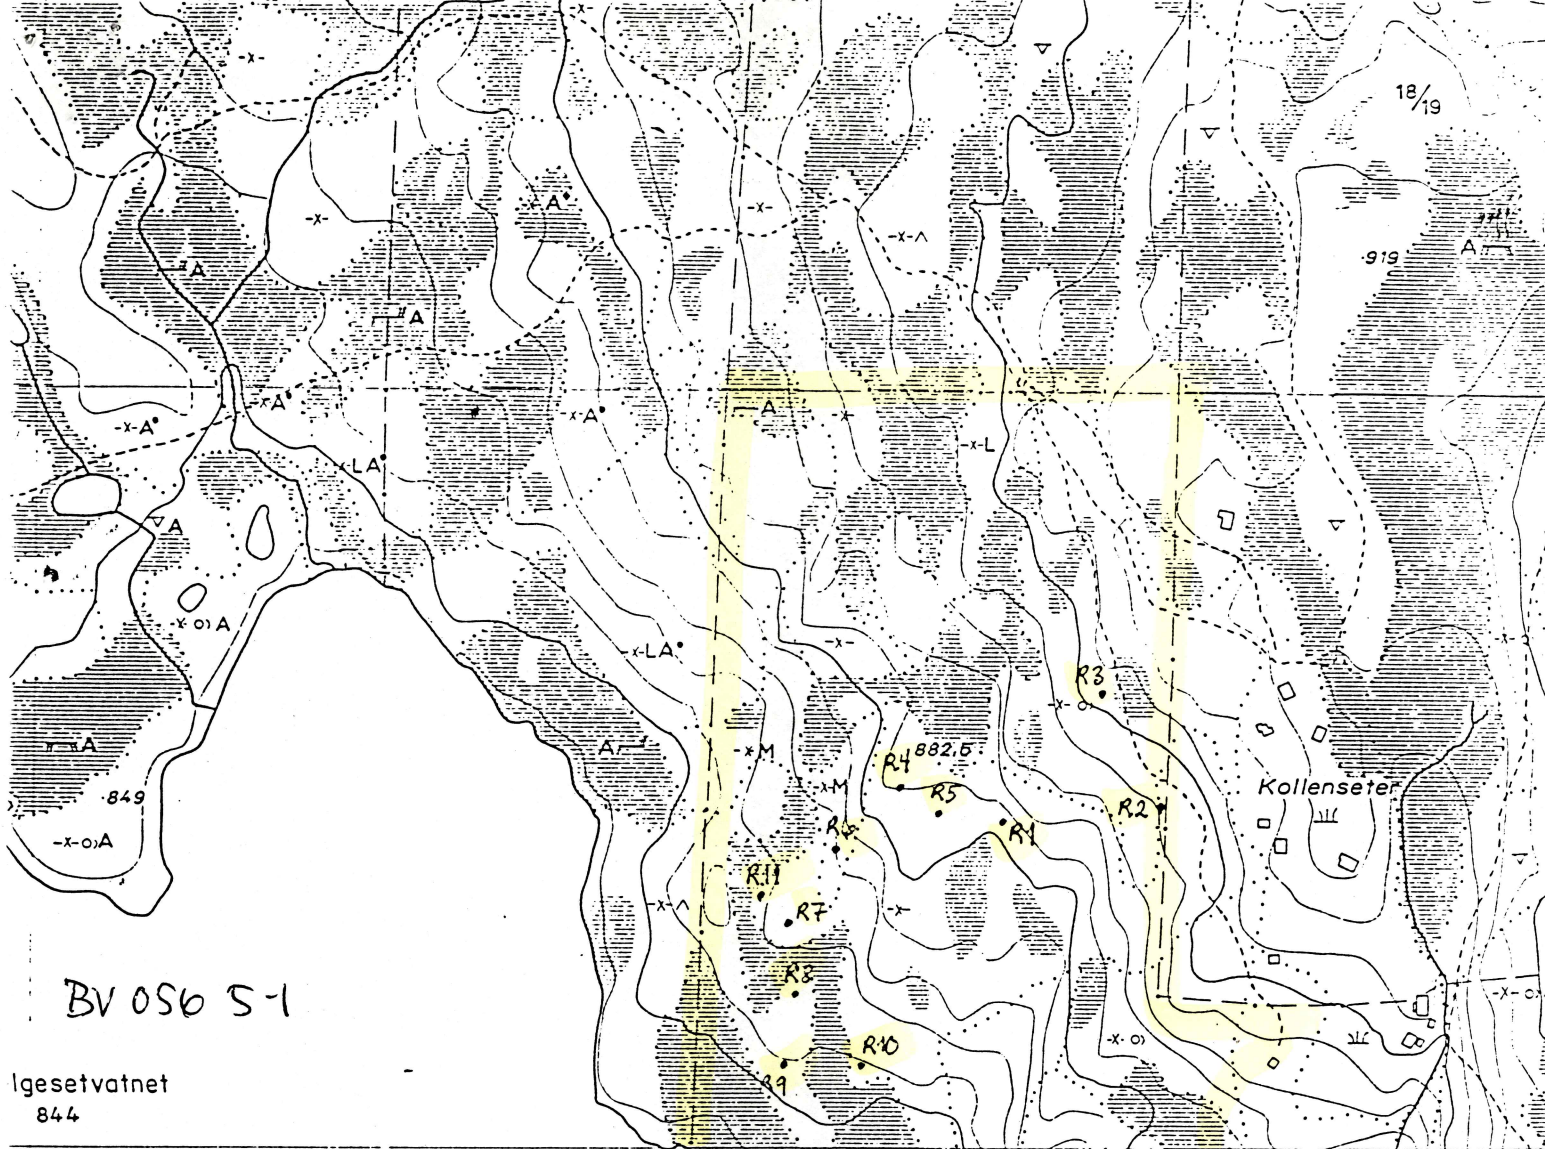 -x-
-x-
18/19
-x-A
-x-
-x-
-x-A
-x-Λ
A
·919
A
A
-x-A
-x-A
-x-A
A
-x-
-x-L
-x-LA
A
-x-o)A
-x-LA
-x-
R3
-x-o)
A
A
-x-M
R4
882,5
-x-M
R5
R2
Kollenseter
·849
R1
-x-o)A
R11
-x-Λ
R7
-x-
R8
BV 056 5-1
-x-o)
R10
-x-o)
R9
lgesetvatnet
844